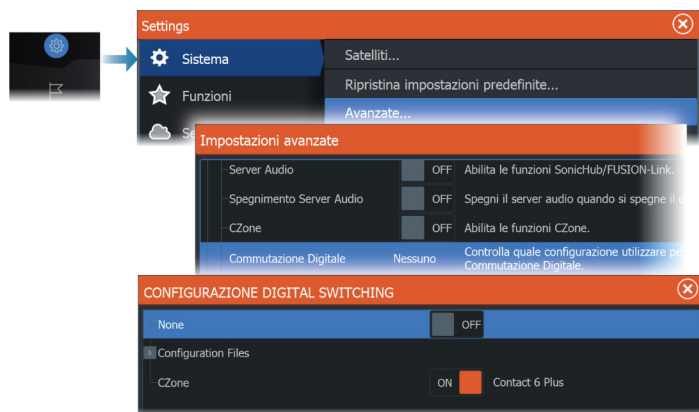 Settings
Sistema
Satelliti...
Ripristina impostazioni predefinite...
Funzioni
Avanzate...
Impostazioni avanzate
Server Audio OFF Abilita le funzioni SonicHub/FUSION-Link.
Spegnimento Server Audio OFF Spegni il server audio quando si spegne il
CZone OFF Abilita le funzioni CZone.
Commutazione Digitale Nessuno Controlla quale configurazione utilizzare
Commutazione Digitale.
CONFIGURAZIONE DIGITAL SWITCHING
None OFF
Configuration Files
CZone ON Contact 6 Plus